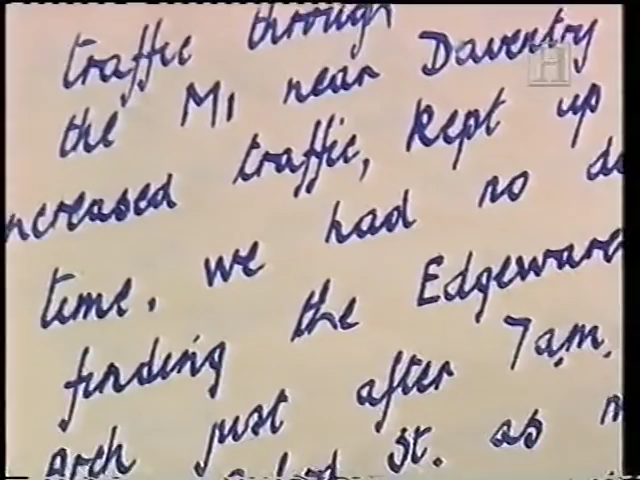 traffic through
the M1 near Daventry
increased traffic, kept up
time. we had no
finding the Edgeware
Arch just after 7am.
St. as
H